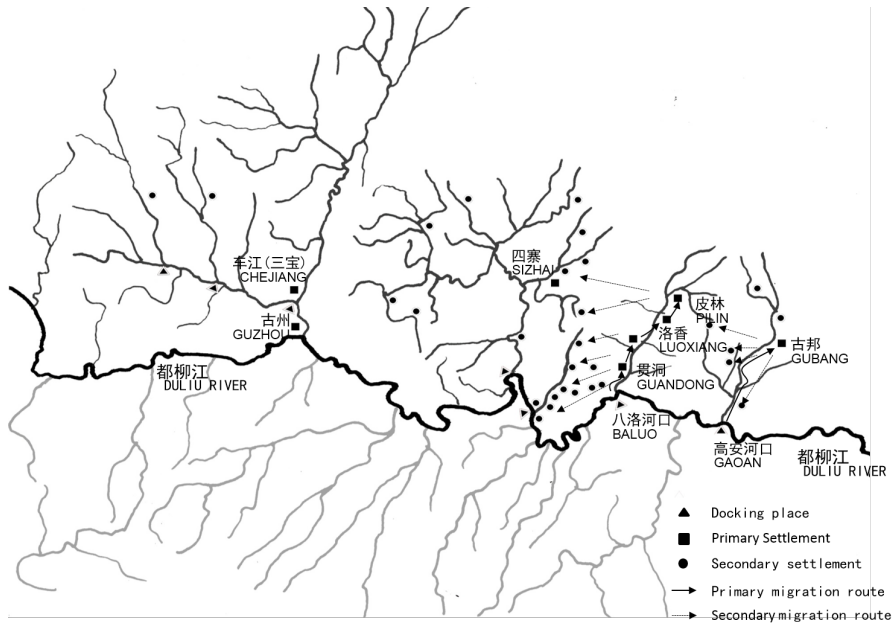 四寨
SIZHAI
车江(三宝)
CHEJIANG
皮林
PILIN
古州
GUZHOU
洛香
LUOXIANG
古邦
GUBANG
都柳江
DULIU RIVER
贯洞
GUANDONG
八洛河口
BALUO
高安河口
GAOAN
都柳江
DULIU RIVER
Docking place
Primary Settlement
Secondary settlement
Primary migration route
Secondary migration route